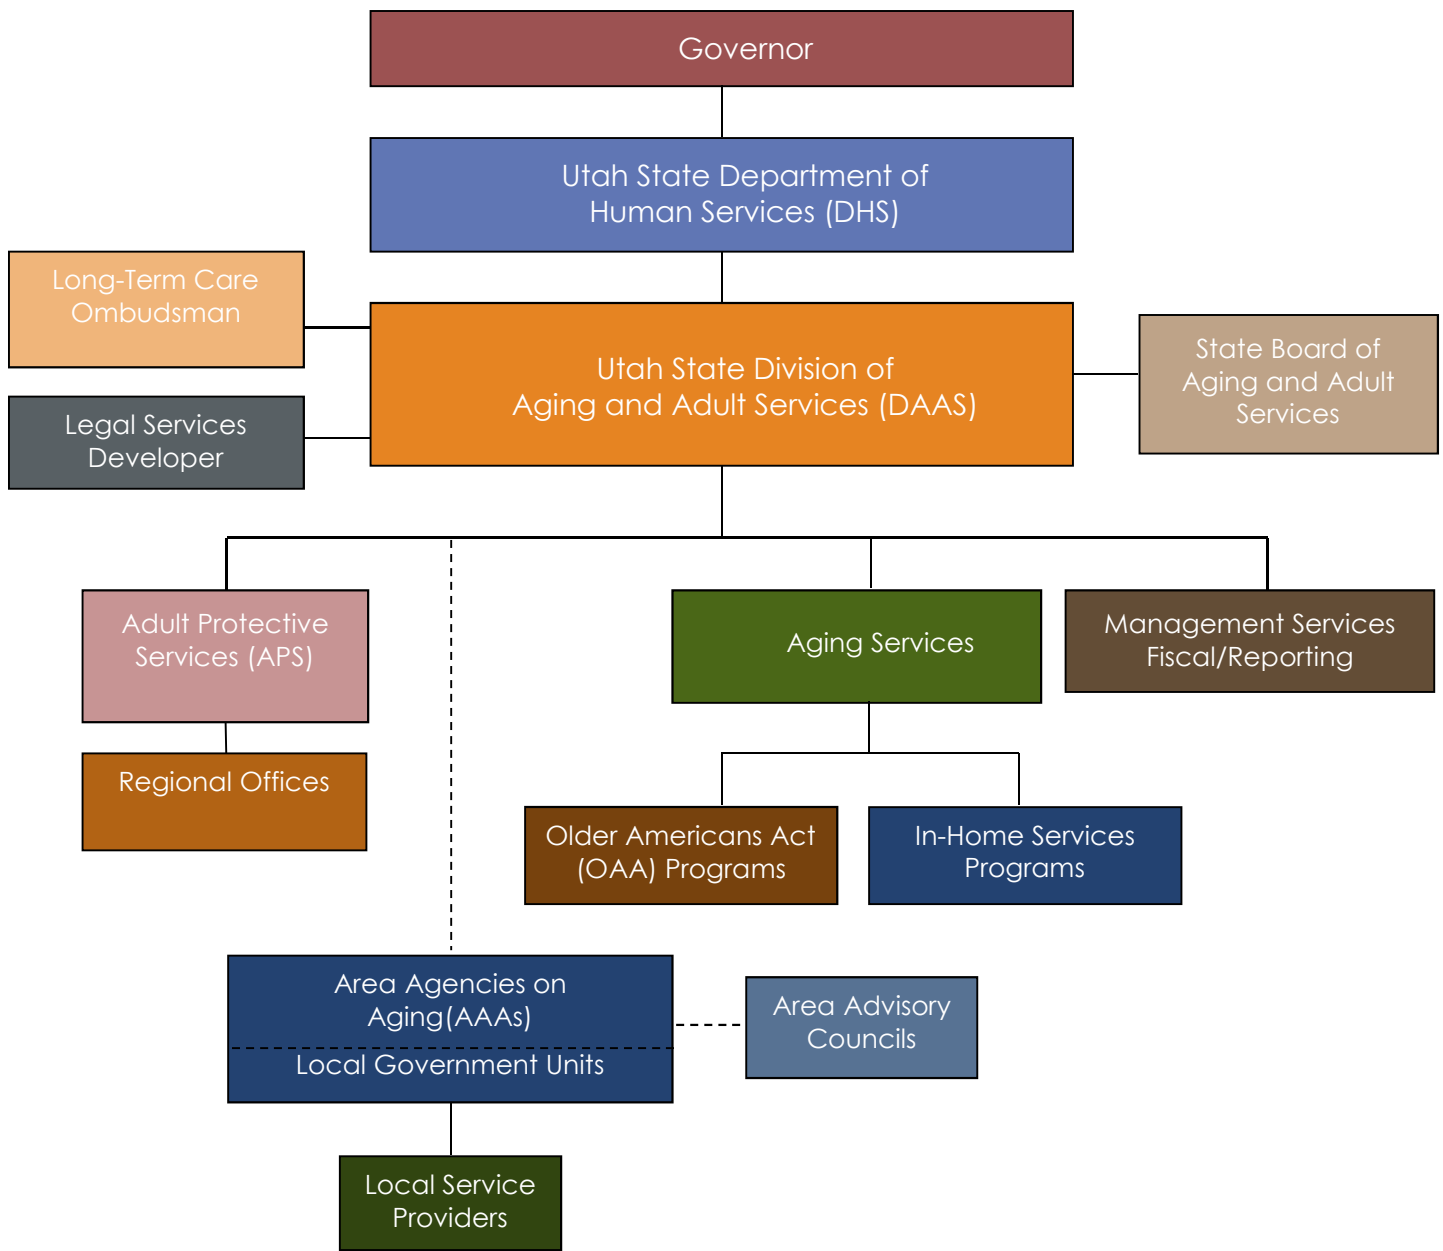 Governor
Utah State Department of
Human Services (DHS)
Long-Term Care
Ombudsman
Utah State Division of
Aging and Adult Services (DAAS)
State Board of
Aging and Adult
Services
Legal Services
Developer
Adult Protective
Services (APS)
Aging Services
Management Services
Fiscal/Reporting
Regional Offices
Older Americans Act
(OAA) Programs
In-Home Services
Programs
Area Agencies on
Aging(AAAs)
Local Government Units
Area Advisory
Councils
Local Service
Providers